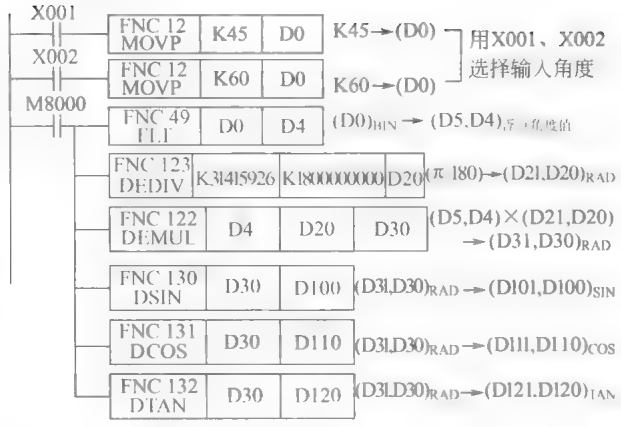 X001
FNC 12 MOVP K45 D0 K45→(D0)
X002
FNC 12 MOVP K60 D0 K60→(D0)
用X001、X002
选择输入角度
M8000
FNC 49 FLT D0 D4 (D0)BIN → (D5,D4)
FNC 123 DEDIV K31415926 K1800000000 D20 (π 180)→(D21,D20)RAD
FNC 122 DEMUL D4 D20 D30 (D5,D4)×(D21,D20)
→(D31,D30)RAD
FNC 130 DSIN D30 D100 (D31,D30)RAD→(D101,D100)SIN
FNC 131 DCOS D30 D110 (D31,D30)RAD→(D111,D110)COS
FNC 132 DTAN D30 D120 (D31.D30)RAD→(D121.D120)TAN